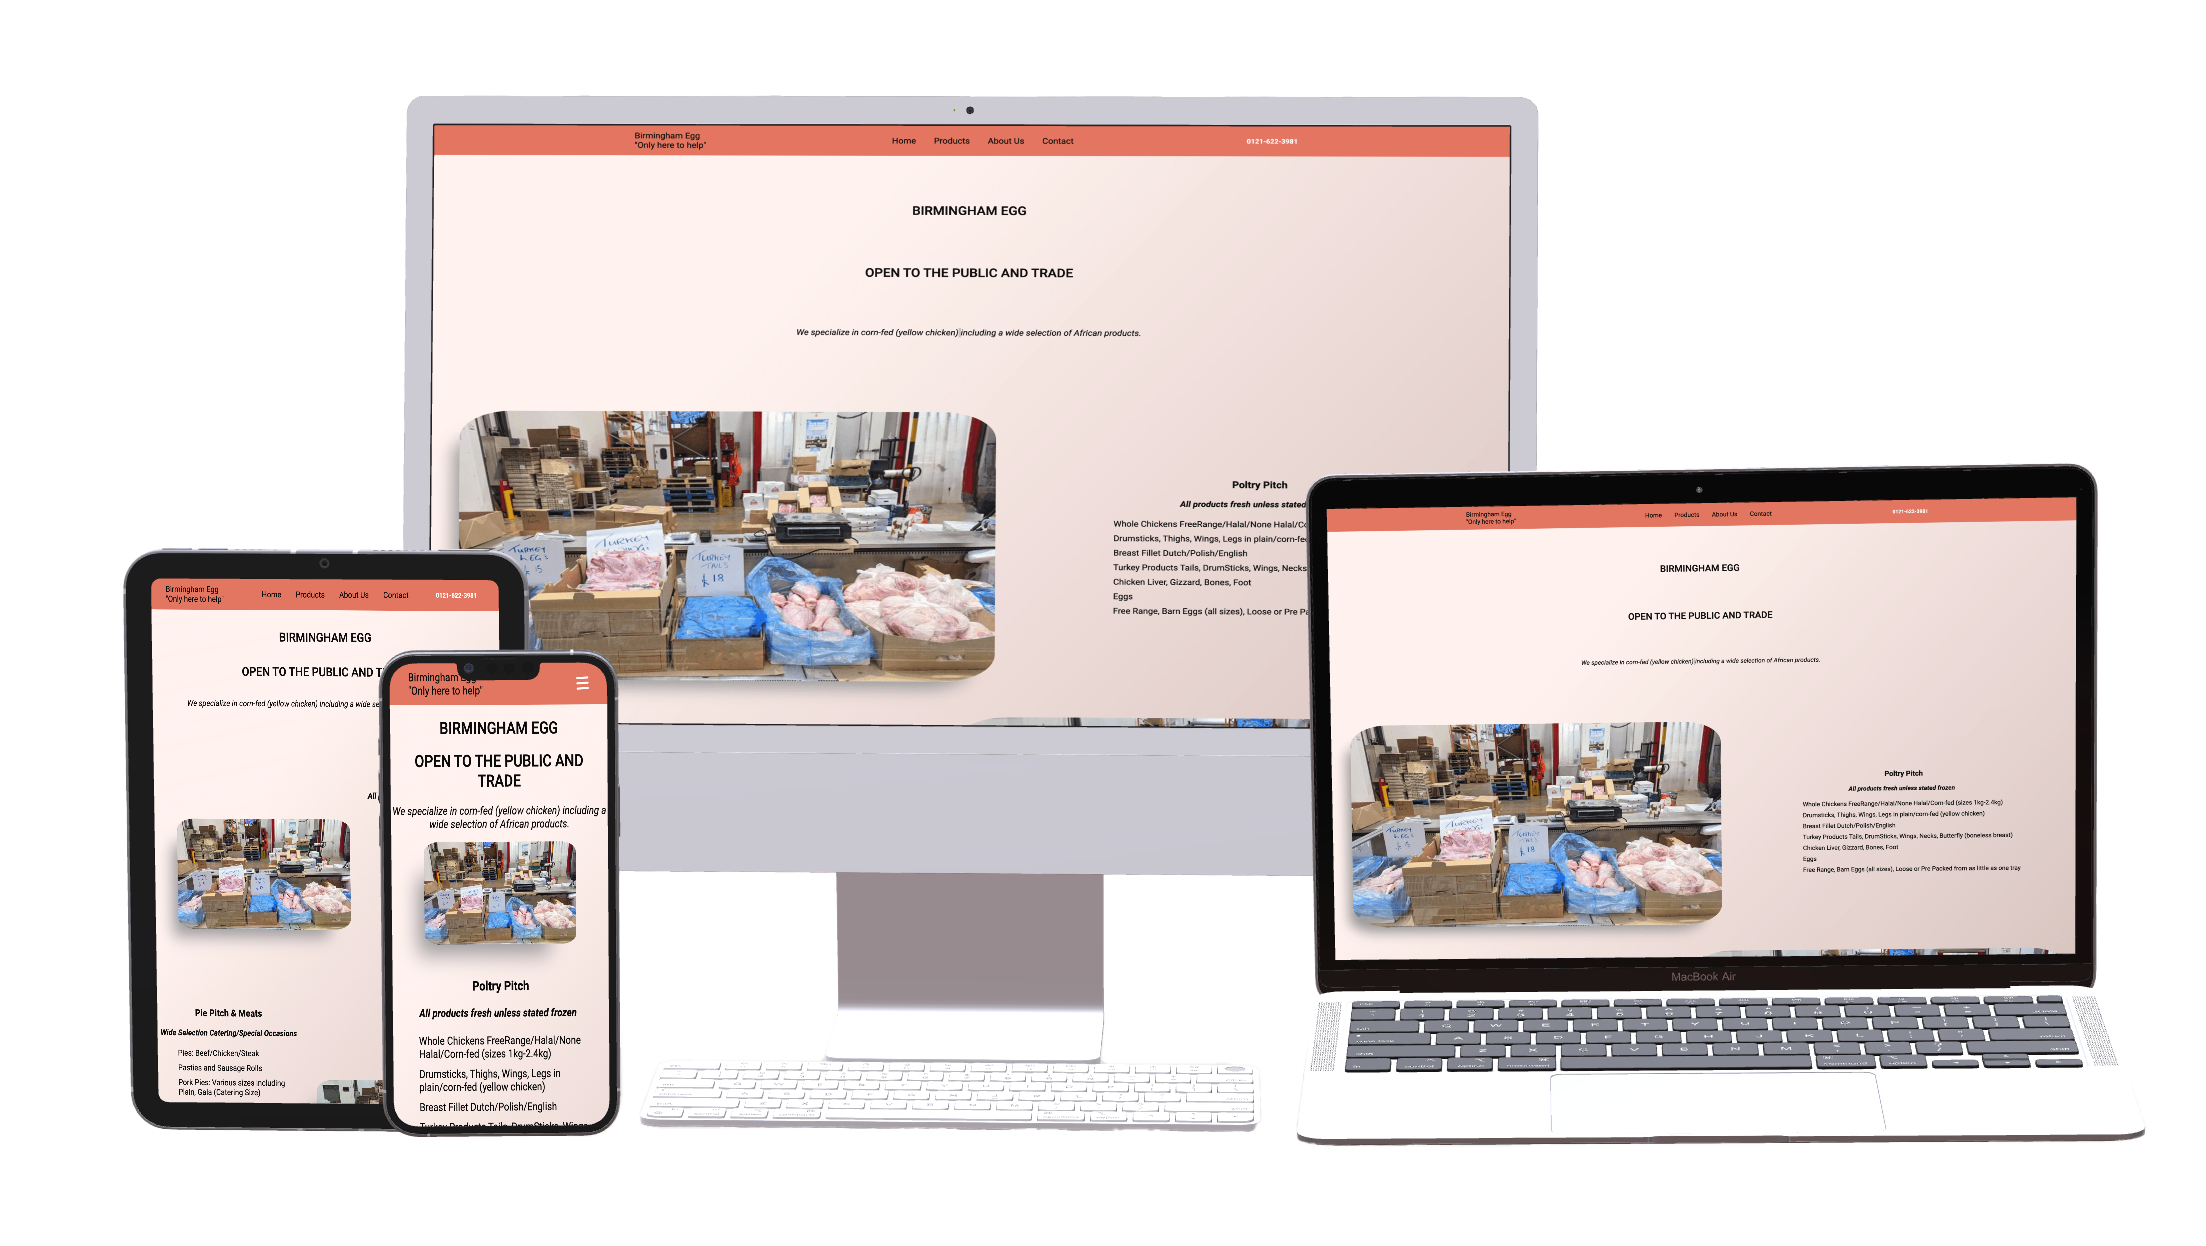 Birmingham Egg
"Only here to help"
Home Products About Us Contact
0121-622-3981
BIRMINGHAM EGG
OPEN TO THE PUBLIC AND TRADE
We specialize in corn-fed (yellow chicken) including a wide selection of African products.
TURKEY
LEGS
£15
TURKEY
TURKEY
TAILS
£18
Poltry Pitch
All products fresh unless stated
Whole Chickens FreeRange/Halal/None Halal/Co
Drumsticks, Thighs, Wings, Legs in plain/corn-fe
Breast Fillet Dutch/Polish/English
Turkey Products Tails, DrumSticks, Wings, Necks
Chicken Liver, Gizzard, Bones, Foot
Eggs
Free Range, Barn Eggs (all sizes), Loose or Pre Pa
Birmingham Egg
"Only here to help"
Home Products About Us Contact
0121-622-3981
BIRMINGHAM EGG
OPEN TO THE PUBLIC AND T
We specialize in corn-fed (yellow chicken) including a wide se
All
Pie Pitch & Meats
Wide Selection Catering/Special Occasions
Pies: Beef/Chicken/Steak
Pasties and Sausage Rolls
Pork Pies: Various sizes including
Plain, Gala (Catering Size)
Birmingham Egg
"Only here to help"
BIRMINGHAM EGG
OPEN TO THE PUBLIC AND
TRADE
We specialize in corn-fed (yellow chicken) including a
wide selection of African products.
Poltry Pitch
All products fresh unless stated frozen
Whole Chickens FreeRange/Halal/None
Halal/Corn-fed (sizes 1kg-2.4kg)
Drumsticks, Thighs, Wings, Legs in
plain/corn-fed (yellow chicken)
Breast Fillet Dutch/Polish/English
Turkey Products Tails, DrumSticks, Wings
Birmingham Egg
"Only here to help"
Home Products About Us Contact
0121-622-3981
BIRMINGHAM EGG
OPEN TO THE PUBLIC AND TRADE
We specialize in corn-fed (yellow chicken) including a wide selection of African products.
TURKEY
TURKEY
TAILS
£18
Poltry Pitch
All products fresh unless stated frozen
Whole Chickens FreeRange/Halal/None Halal/Corn-fed (sizes 1kg-2.4kg)
Drumsticks, Thighs, Wings, Legs in plain/corn-fed (yellow chicken)
Breast Fillet Dutch/Polish/English
Turkey Products Tails, DrumSticks, Wings, Necks, Butterfly (boneless breast)
Chicken Liver, Gizzard, Bones, Foot
Eggs
Free Range, Barn Eggs (all sizes), Loose or Pre Packed from as little as one tray
MacBook Air